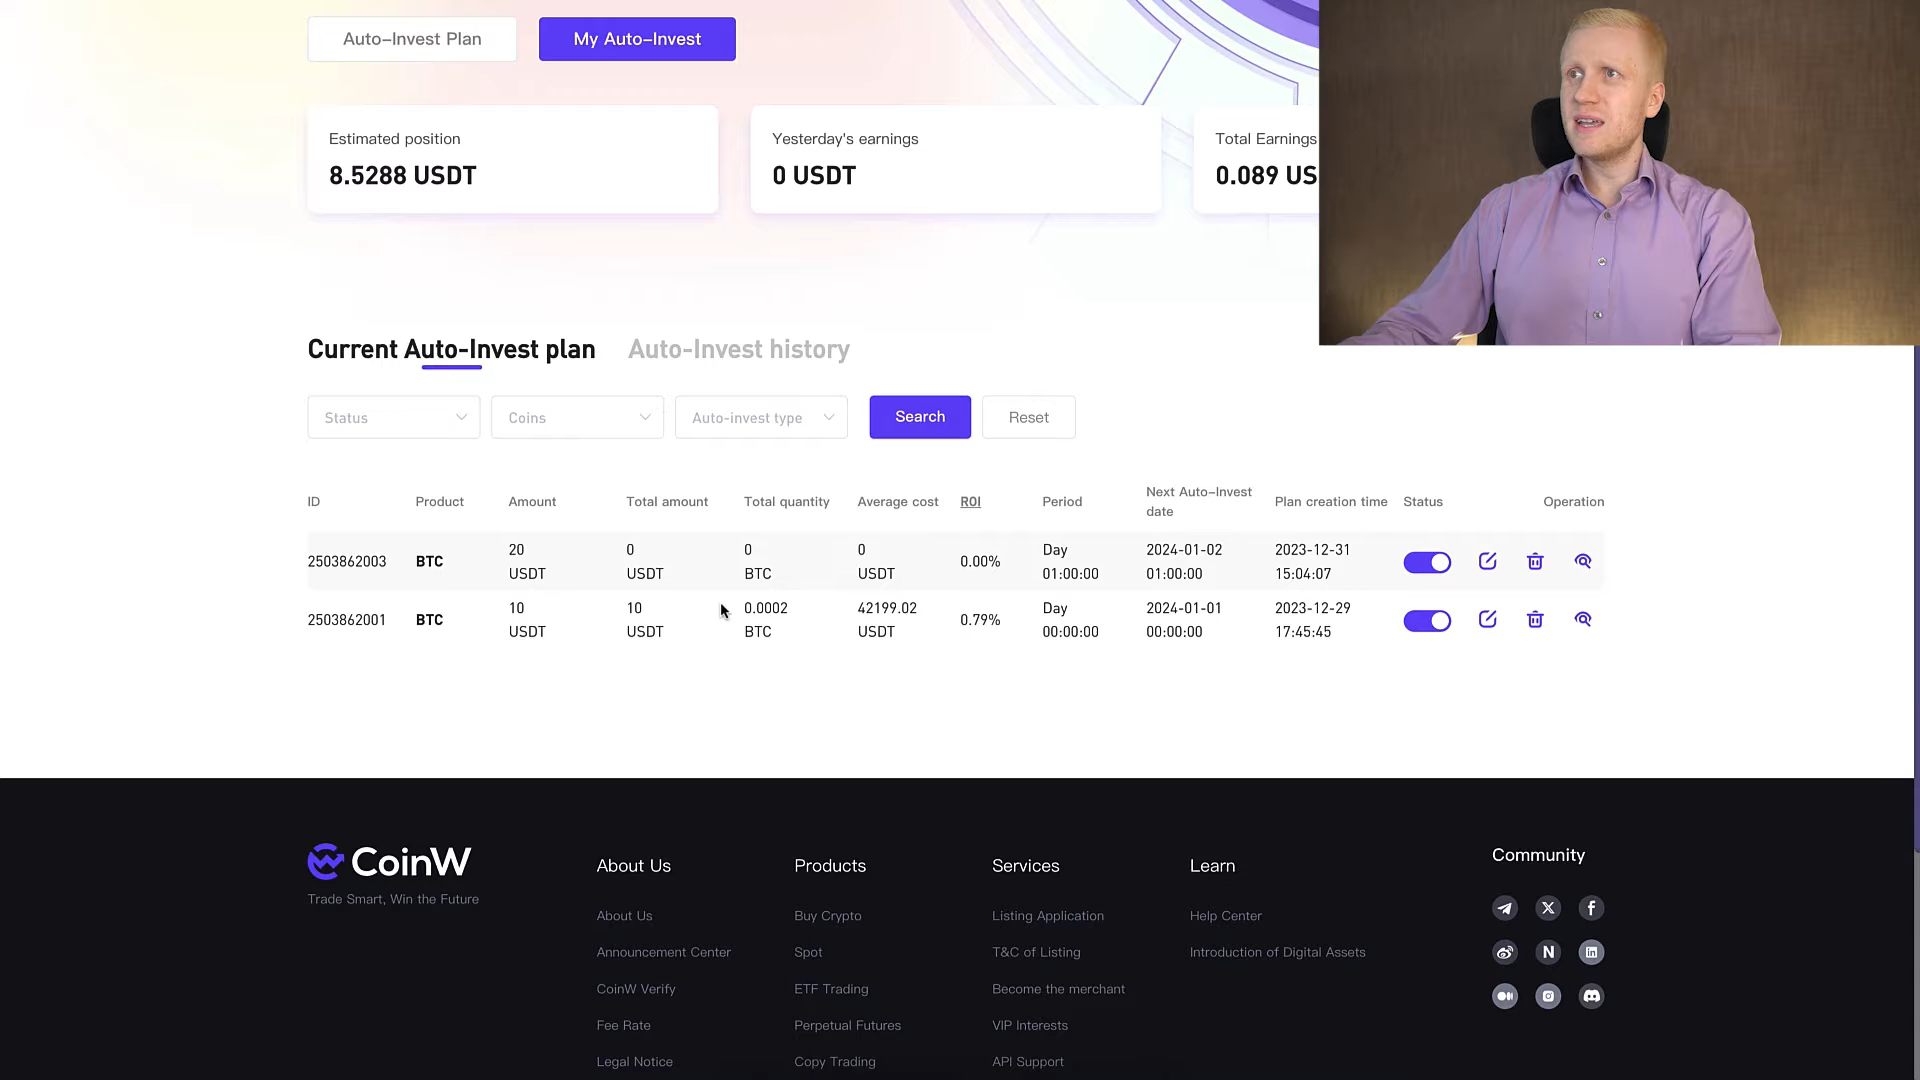 Auto-Invest Plan
My Auto-Invest
Estimated position
8.5288 USDT
Yesterday's earnings
0 USDT
Total Earnings
0.089 US
Current Auto-Invest plan
Auto-Invest history
Status
Coins
Auto-invest type
Search
Reset
ID Product Amount Total amount Total quantity Average cost ROI Period Next Auto-Invest date Plan creation time Status Operation
2503862003 BTC 20 USDT 0 USDT 0 BTC 0 USDT 0.00% Day 01:00:00 2024-01-02 01:00:00 2023-12-31 15:04:07
2503862001 BTC 10 USDT 10 USDT 0.0002 BTC 42199.02 USDT 0.79% Day 00:00:00 2024-01-01 00:00:00 2023-12-29 17:45:45
CoinW
Trade Smart, Win the Future
About Us
About Us
Announcement Center
CoinW Verify
Fee Rate
Legal Notice
Products
Buy Crypto
Spot
ETF Trading
Perpetual Futures
Copy Trading
Services
Listing Application
T&C of Listing
Become the merchant
VIP Interests
API Support
Learn
Help Center
Introduction of Digital Assets
Community